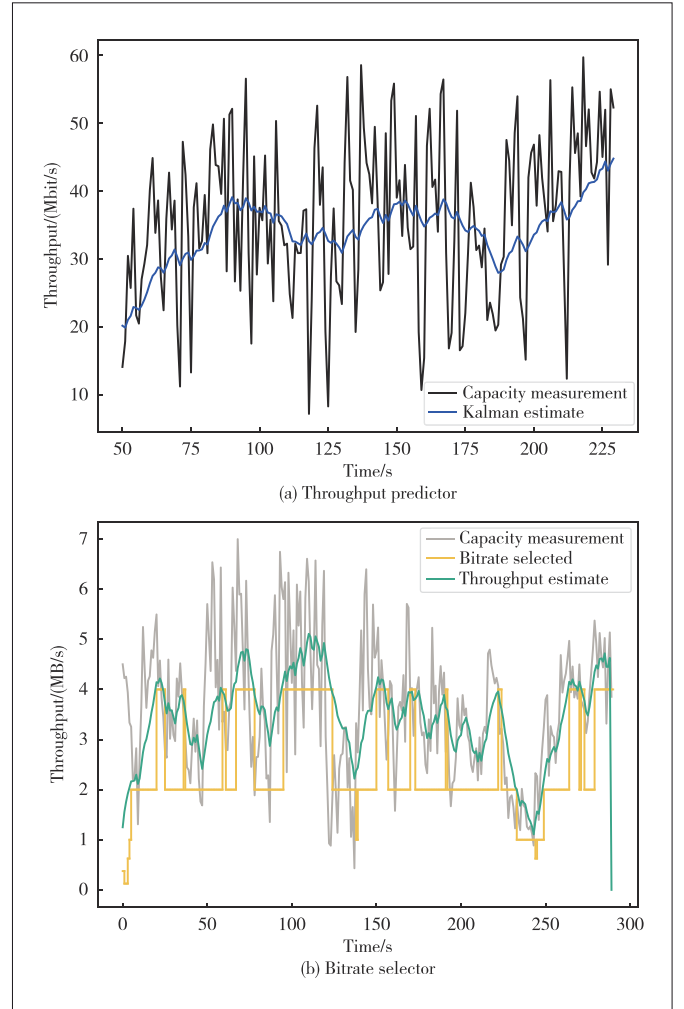 60
50
40
30
20
10
Throughput/(Mbit/s)
Capacity measurement
Kalman estimate
50 75 100 125 150 175 200 225
Time/s
(a) Throughput predictor
7
6
5
4
3
2
1
0
Throughput/(MB/s)
Capacity measurement
Bitrate selected
Throughput estimate
0 50 100 150 200 250 300
Time/s
(b) Bitrate selector